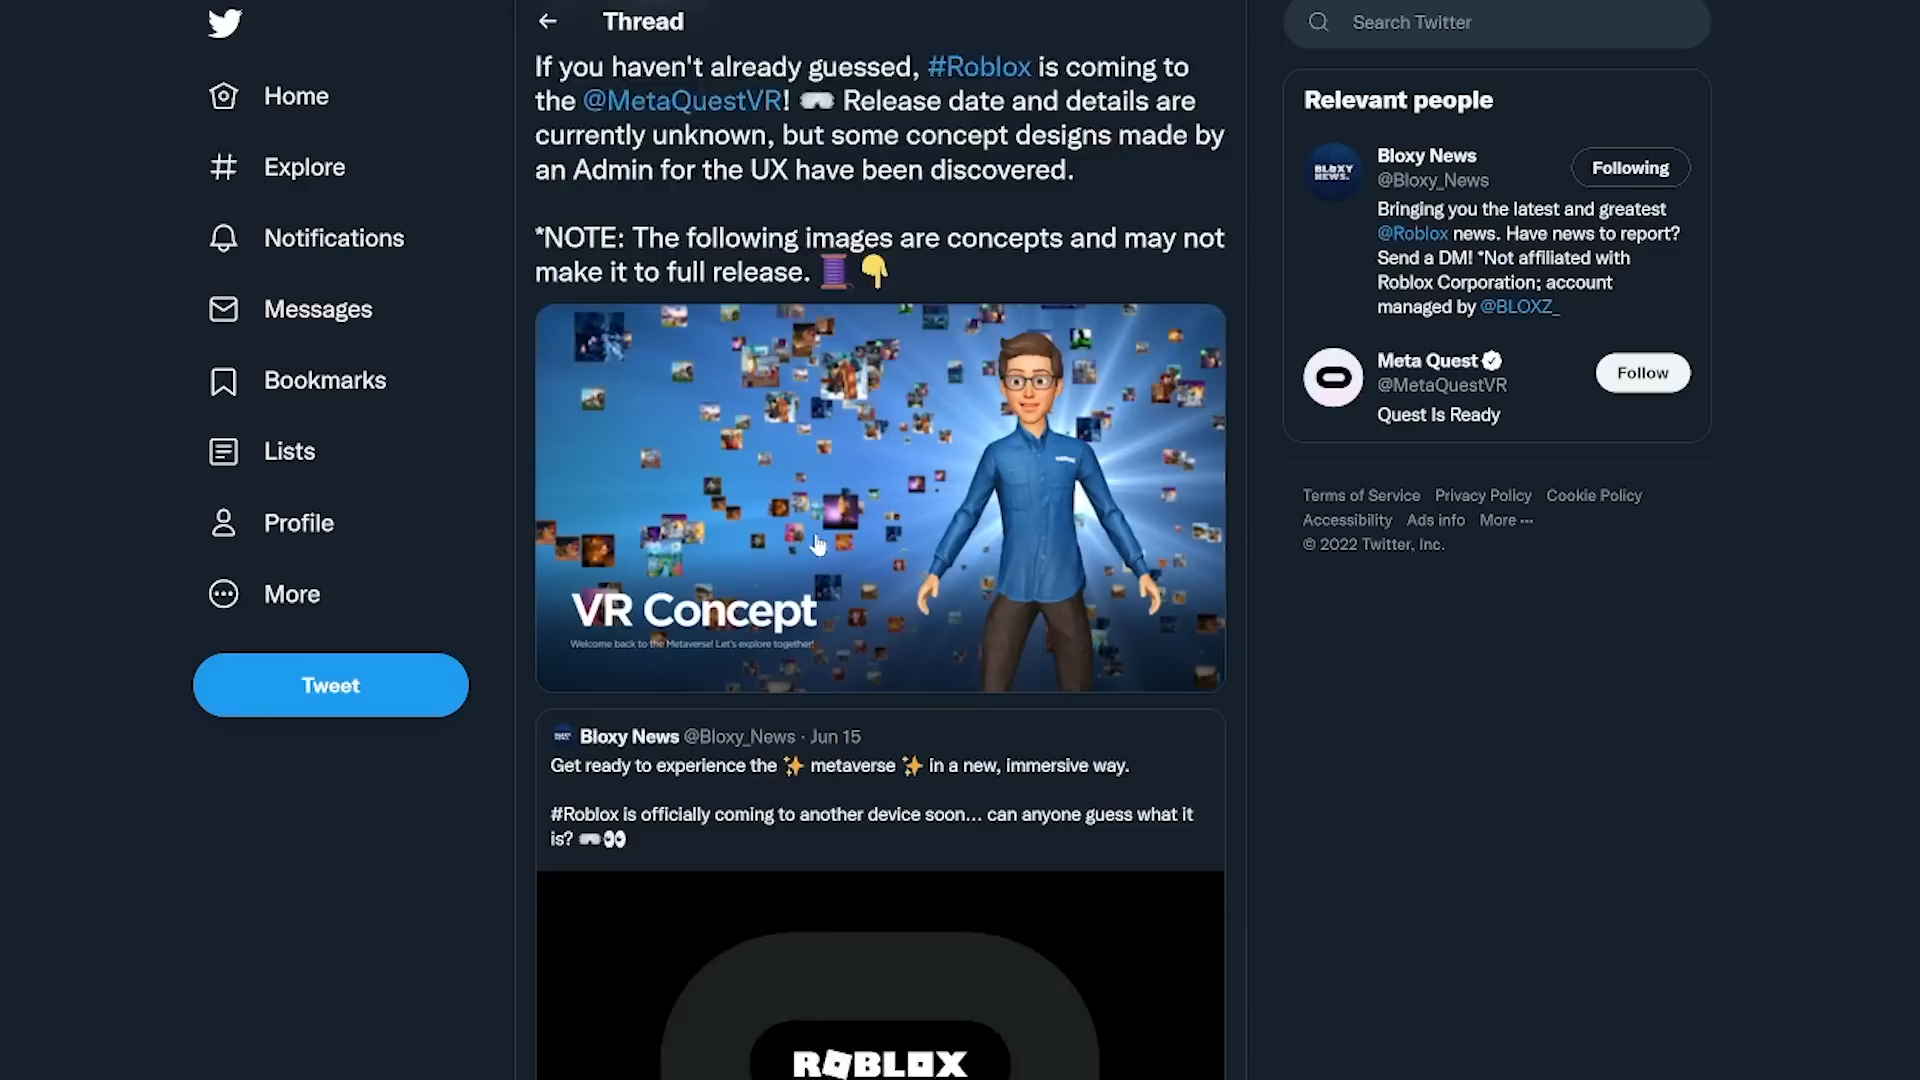 Thread
Search Twitter
Home
Explore
Notifications
Messages
Bookmarks
Lists
Profile
More
Tweet
If you haven't already guessed, #Roblox is coming to
the @MetaQuestVR! Release date and details are
currently unknown, but some concept designs made by
an Admin for the UX have been discovered.
*NOTE: The following images are concepts and may not
make it to full release. 🧵👇
VR Concept
Welcome back to the Metaverse! Let's explore together!
Bloxy News @Bloxy_News · Jun 15
Get ready to experience the ✨ metaverse ✨ in a new, immersive way.
#Roblox is officially coming to another device soon... can anyone guess what it
is? 👀
ROBLOX
Relevant people
BLOXY
NEWS.
Bloxy News
Following
@Bloxy_News
Bringing you the latest and greatest
@Roblox news. Have news to report?
Send a DM! *Not affiliated with
Roblox Corporation; account
managed by @BLOXZ_
Meta Quest
Follow
@MetaQuestVR
Quest Is Ready
Terms of Service Privacy Policy Cookie Policy
Accessibility Ads info More ···
© 2022 Twitter, Inc.